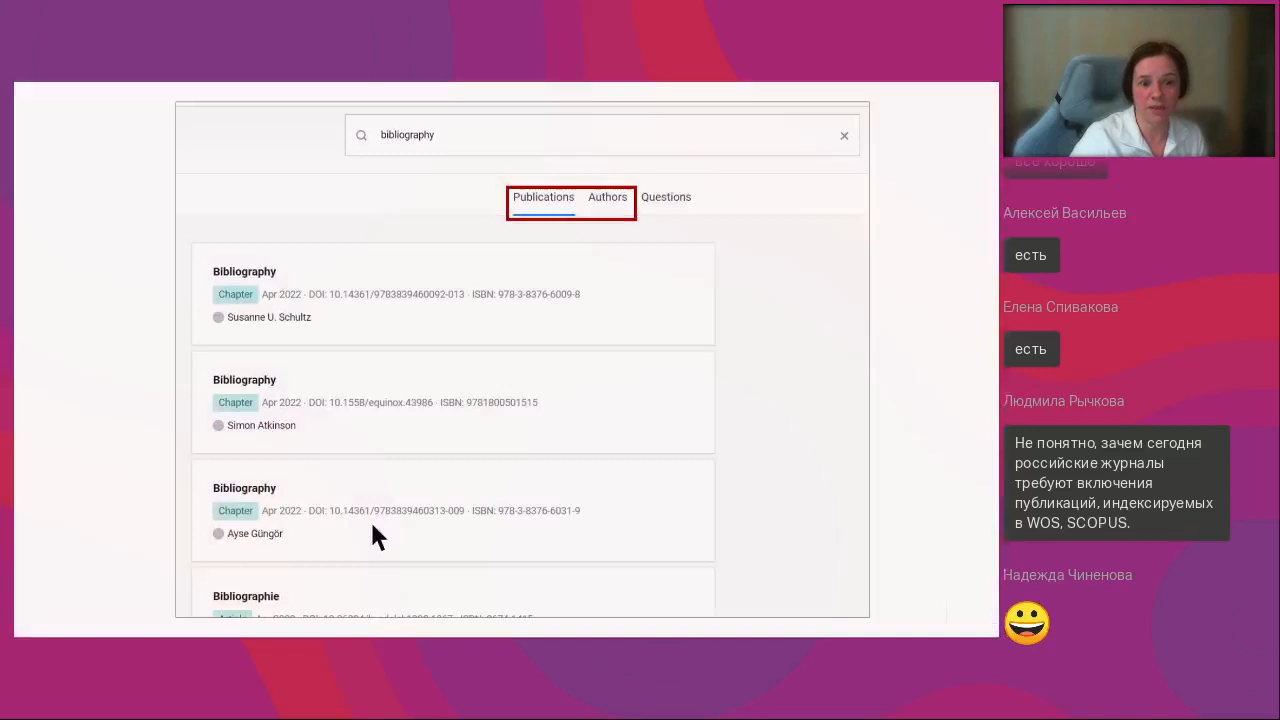 bibliography
Publications Authors Questions
Bibliography
Chapter Apr 2022 · DOI: 10.14361/9783839460092-013 · ISBN: 978-3-8376-6009-8
Susanne U. Schultz
Bibliography
Chapter Apr 2022 · DOI: 10.1558/equinox.43986 · ISBN: 9781800501515
Simon Atkinson
Bibliography
Chapter Apr 2022 · DOI: 10.14361/9783839460313-009 · ISBN: 978-3-8376-6031-9
Ayse Güngör
Bibliographie
все хорошо
Алексей Васильев
есть
Елена Спивакова
есть
Людмила Рычкова
Не понятно, зачем сегодня
российские журналы
требуют включения
публикаций, индексируемых
в WOS, SCOPUS.
Надежда Чиненова